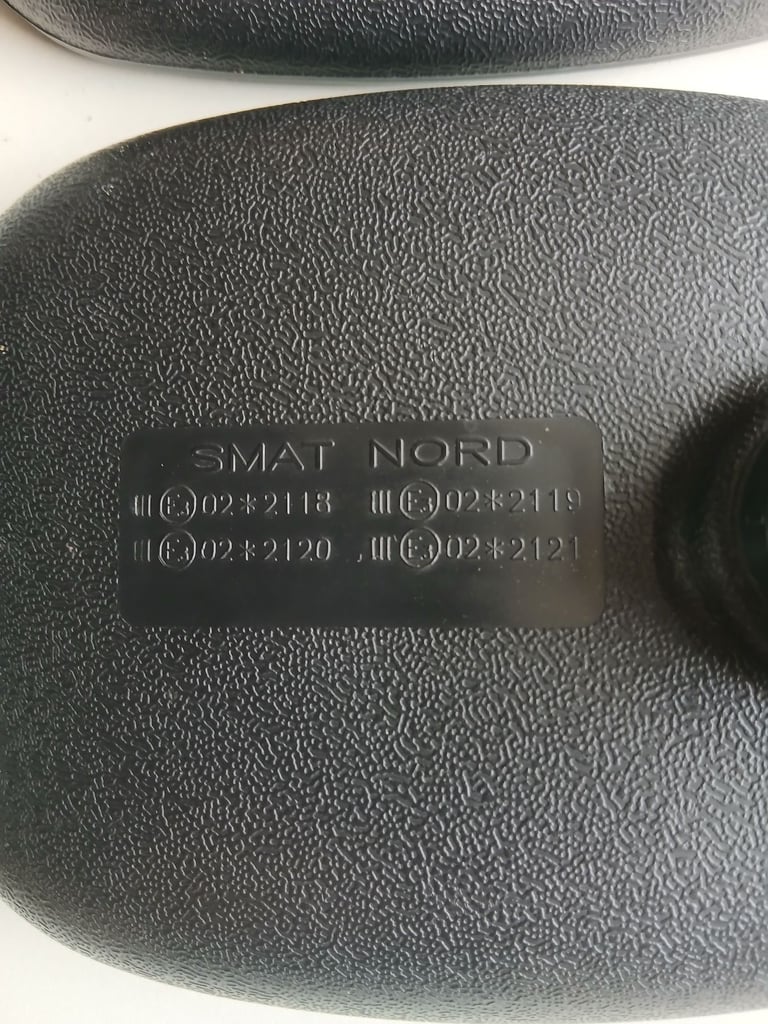 SMAT NORD
III E3 02*2118 III E3 02*2119
III E3 02*2120 III E3 02*2121